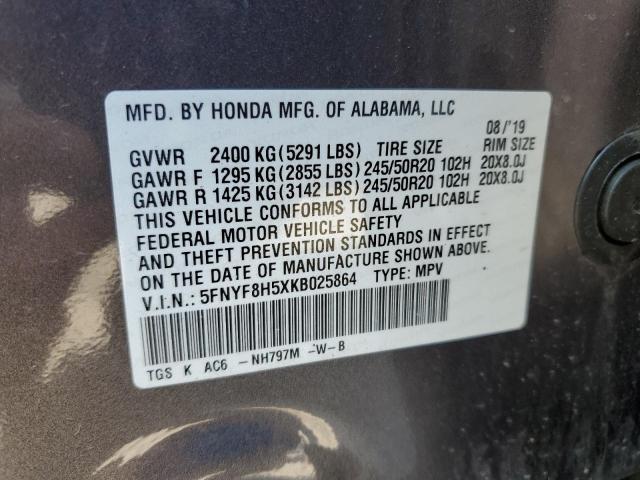 MFD. BY HONDA MFG. OF ALABAMA, LLC
08/'19
GVWR 2400 KG(5291 LBS) TIRE SIZE RIM SIZE
GAWR F 1295 KG(2855 LBS)245/50R20 102H 20X8.0J
GAWR R 1425 KG(3142 LBS)245/50R20 102H 20X8.0J
THIS VEHICLE CONFORMS TO ALL APPLICABLE
FEDERAL MOTOR VEHICLE SAFETY
AND THEFT PREVENTION STANDARDS IN EFFECT
ON THE DATE OF MANUFACTURE SHOWN ABOVE.
V.I.N.: 5FNYF8H5XKB025864 TYPE: MPV
TGS K AC6 -NH797M -W-B